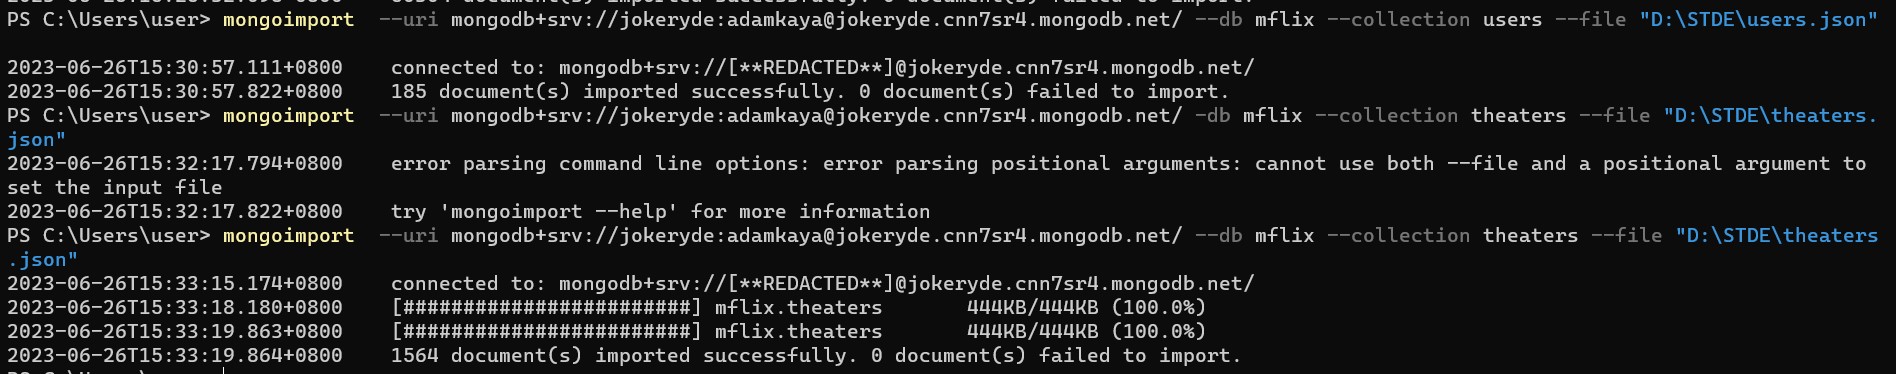 document(s) imported successfully. 0 document(s) failed to import.
PS C:\Users\user> mongoimport  --uri mongodb+srv://jokeryde:adamkaya@jokeryde.cnn7sr4.mongodb.net/ --db mflix --collection users --file "D:\STDE\users.json"
2023-06-26T15:30:57.111+0800    connected to: mongodb+srv://[**REDACTED**]@jokeryde.cnn7sr4.mongodb.net/
2023-06-26T15:30:57.822+0800    185 document(s) imported successfully. 0 document(s) failed to import.
PS C:\Users\user> mongoimport  --uri mongodb+srv://jokeryde:adamkaya@jokeryde.cnn7sr4.mongodb.net/ -db mflix --collection theaters --file "D:\STDE\theaters.
json"
2023-06-26T15:32:17.794+0800    error parsing command line options: error parsing positional arguments: cannot use both --file and a positional argument to
set the input file
2023-06-26T15:32:17.822+0800    try 'mongoimport --help' for more information
PS C:\Users\user> mongoimport  --uri mongodb+srv://jokeryde:adamkaya@jokeryde.cnn7sr4.mongodb.net/ --db mflix --collection theaters --file "D:\STDE\theaters
.json"
2023-06-26T15:33:15.174+0800    connected to: mongodb+srv://[**REDACTED**]@jokeryde.cnn7sr4.mongodb.net/
2023-06-26T15:33:18.180+0800    [########################] mflix.theaters       444KB/444KB (100.0%)
2023-06-26T15:33:19.863+0800    [########################] mflix.theaters       444KB/444KB (100.0%)
2023-06-26T15:33:19.864+0800    1564 document(s) imported successfully. 0 document(s) failed to import.